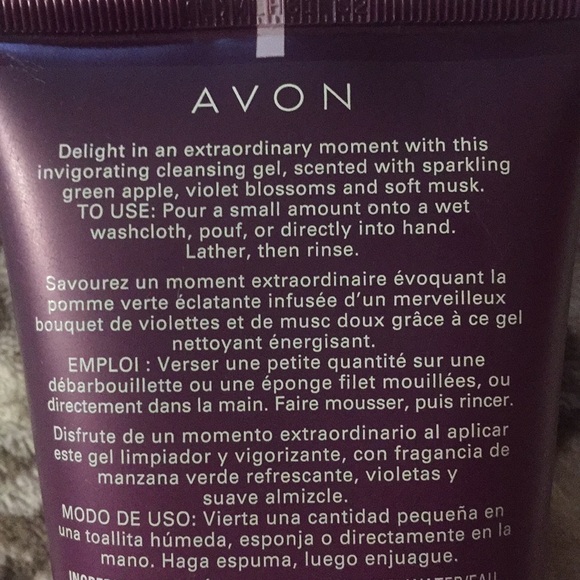 AVON
Delight in an extraordinary moment with this
invigorating cleansing gel, scented with sparkling
green apple, violet blossoms and soft musk.
TO USE: Pour a small amount onto a wet
washcloth, pouf, or directly into hand.
Lather, then rinse.
Savourez un moment extraordinaire évoquant la
pomme verte éclatante infusée d'un merveilleux
bouquet de violettes et de musc doux grâce à ce gel
nettoyant énergisant.
EMPLOI : Verser une petite quantité sur une
débarbouillette ou une éponge filet mouillées, ou
directement dans la main. Faire mousser, puis rincer.
Disfrute de un momento extraordinario al aplicar
este gel limpiador y vigorizante, con fragancia de
manzana verde refrescante, violetas y
suave almizcle.
MODO DE USO: Vierta una cantidad pequeña en
una toallita húmeda, esponja o directamente en la
mano. Haga espuma, luego enjuague.